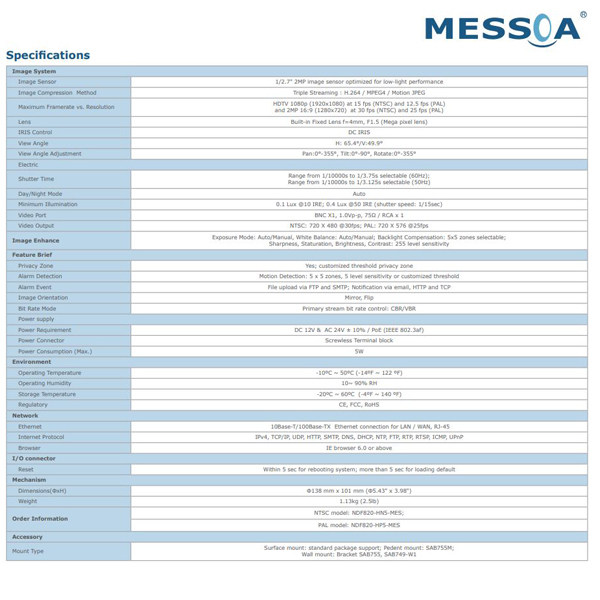 MESSOA®
Specifications
Image System
Image Sensor 1/2.7" 2MP image sensor optimized for low-light performance
Image Compression Method Triple Streaming : H.264 / MPEG4 / Motion JPEG
Maximum Framerate vs. Resolution HDTV 1080p (1920x1080) at 15 fps (NTSC) and 12.5 fps (PAL)
and 2MP 16:9 (1280x720) at 30 fps (NTSC) and 25 fps (PAL)
Lens Built-in Fixed Lens f=4mm, F1.5 (Mega pixel lens)
IRIS Control DC IRIS
View Angle H: 65.4°/V:49.9°
View Angle Adjustment Pan:0°-355°, Tilt:0°-90°, Rotate:0°-355°
Electric
Shutter Time Range from 1/10000s to 1/3.75s selectable (60Hz);
Range from 1/10000s to 1/3.125s selectable (50Hz)
Day/Night Mode Auto
Minimum Illumination 0.1 Lux @10 IRE; 0.4 Lux @50 IRE (shutter speed: 1/15sec)
Video Port BNC X1, 1.0Vp-p, 75Ω / RCA x 1
Video Output NTSC: 720 X 480 @30fps; PAL: 720 X 576 @25fps
Image Enhance Exposure Mode: Auto/Manual, White Balance: Auto/Manual; Backlight Compensation: 5x5 zones selectable;
Sharpness, Staturation, Brightness, Contrast: 255 level sensitivity
Feature Brief
Privacy Zone Yes; customized threshold privacy zone
Alarm Detection Motion Detection: 5 x 5 zones, 5 level sensitivity or customized threshold
Alarm Event File upload via FTP and SMTP; Notification via email, HTTP and TCP
Image Orientation Mirror, Flip
Bit Rate Mode Primary stream bit rate control: CBR/VBR
Power supply
Power Requirement DC 12V & AC 24V ± 10% / PoE (IEEE 802.3af)
Power Connector Screwless Terminal block
Power Consumption (Max.) 5W
Environment
Operating Temperature -10ºC ~ 50ºC (-14ºF ~ 122 ºF)
Operating Humidity 10~ 90% RH
Storage Temperature -20ºC ~ 60ºC (-4ºF ~ 140 ºF)
Regulatory CE, FCC, RoHS
Network
Ethernet 10Base-T/100Base-TX Ethernet connection for LAN / WAN, RJ-45
Internet Protocol IPv4, TCP/IP, UDP, HTTP, SMTP, DNS, DHCP, NTP, FTP, RTP, RTSP, ICMP, UPnP
Browser IE browser 6.0 or above
I/O connector
Reset Within 5 sec for rebooting system; more than 5 sec for loading default
Mechanism
Dimensions(ΦxH) Φ138 mm x 101 mm (Φ5.43" x 3.98")
Weight 1.13kg (2.5lb)
Order Information NTSC model: NDF820-HN5-MES;
PAL model: NDF820-HP5-MES
Accessory
Mount Type Surface mount: standard package support; Pedent mount: SAB755M;
Wall mount: Bracket SAB755, SAB749-W1